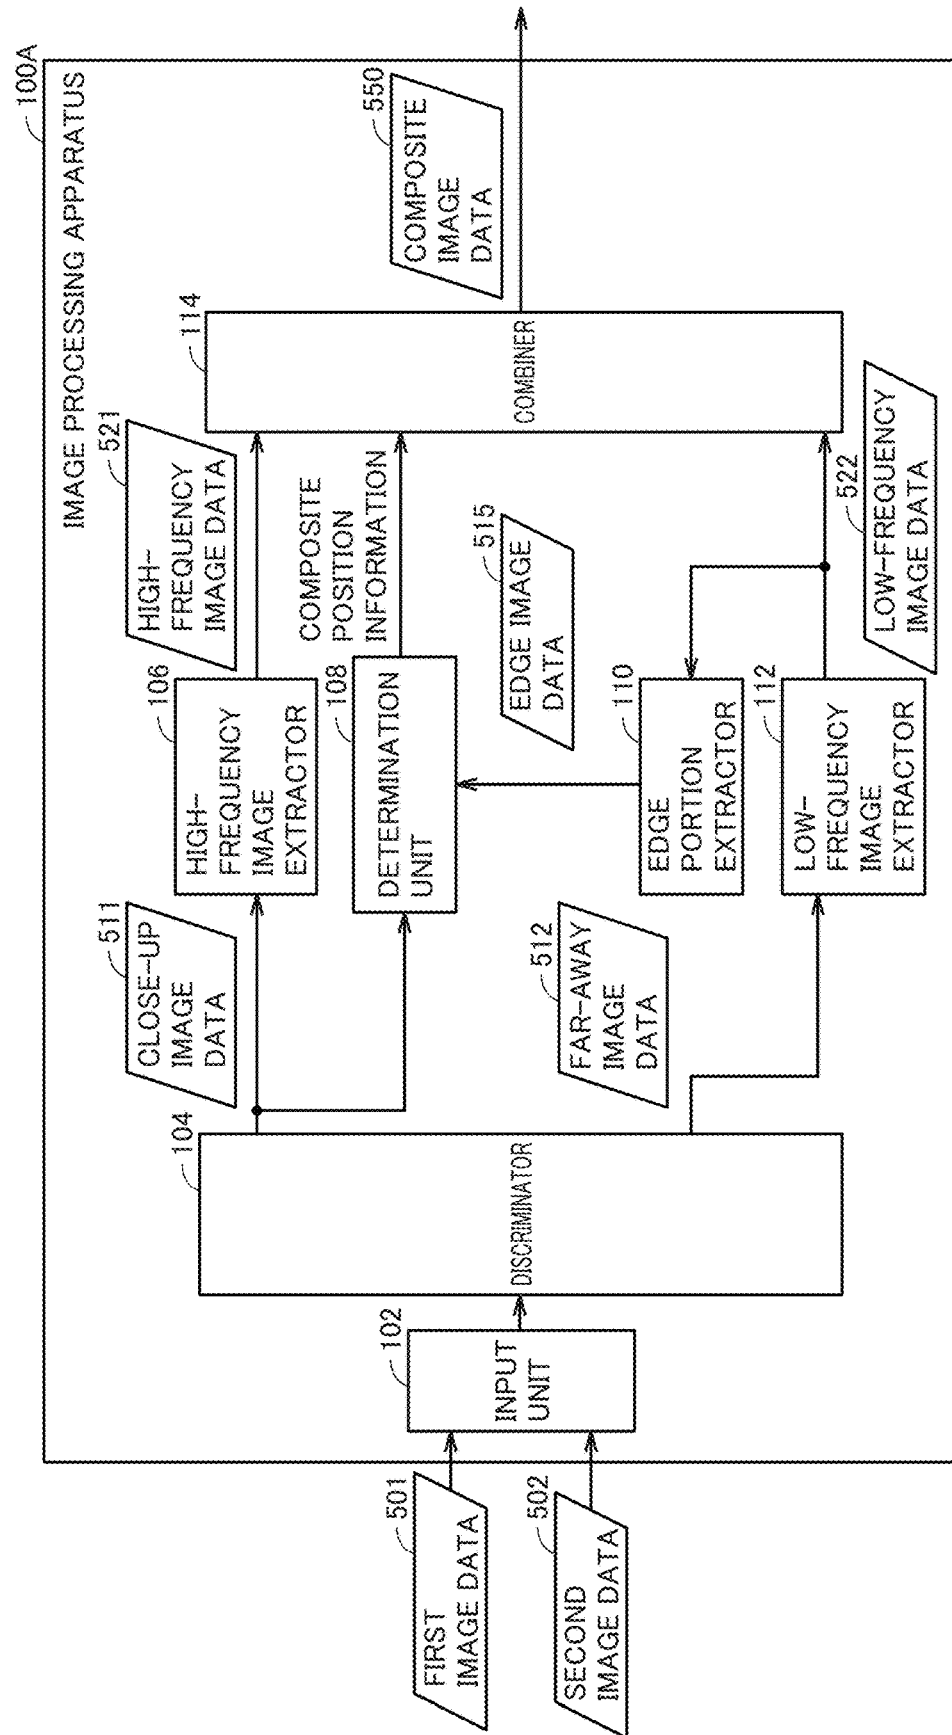 100A
IMAGE PROCESSING APPARATUS
501
FIRST
IMAGE DATA
502
SECOND
IMAGE DATA
102
INPUT
UNIT
104
DISCRIMINATOR
511
CLOSE-UP
IMAGE
DATA
512
FAR-AWAY
IMAGE
DATA
106
HIGH-
FREQUENCY
IMAGE
EXTRACTOR
108
DETERMINATION
UNIT
110
EDGE
PORTION
EXTRACTOR
112
LOW-
FREQUENCY
IMAGE
EXTRACTOR
521
HIGH-
FREQUENCY
IMAGE DATA
COMPOSITE
POSITION
INFORMATION
515
EDGE IMAGE
DATA
522
LOW-FREQUENCY
IMAGE DATA
114
COMBINER
550
COMPOSITE
IMAGE
DATA